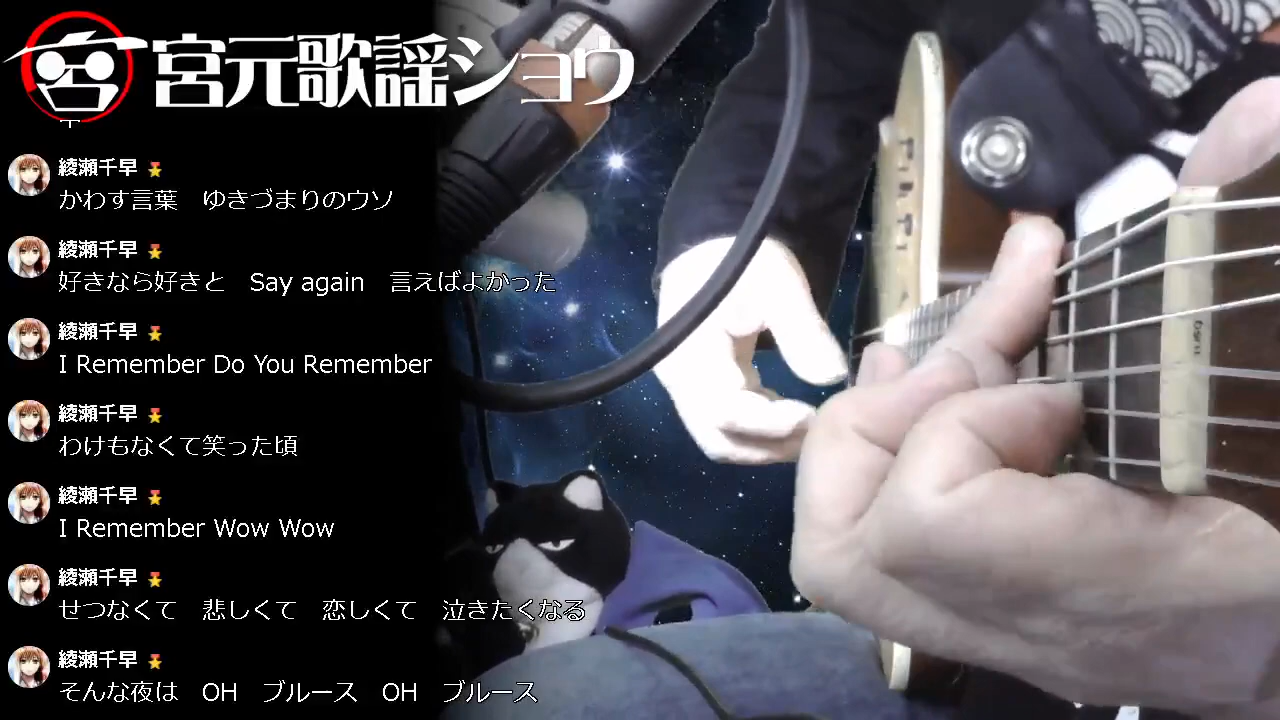 宮 宮元歌謡ショウ
綾瀬千早
かわす言葉　ゆきづまりのウソ
綾瀬千早
好きなら好きと　Say again　言えばよかった
綾瀬千早
I Remember Do You Remember
綾瀬千早
わけもなくて笑った頃
綾瀬千早
I Remember Wow Wow
綾瀬千早
せつなくて　悲しくて　恋しくて　泣きたくなる
綾瀬千早
そんな夜は　OH　ブルース　OH　ブルース